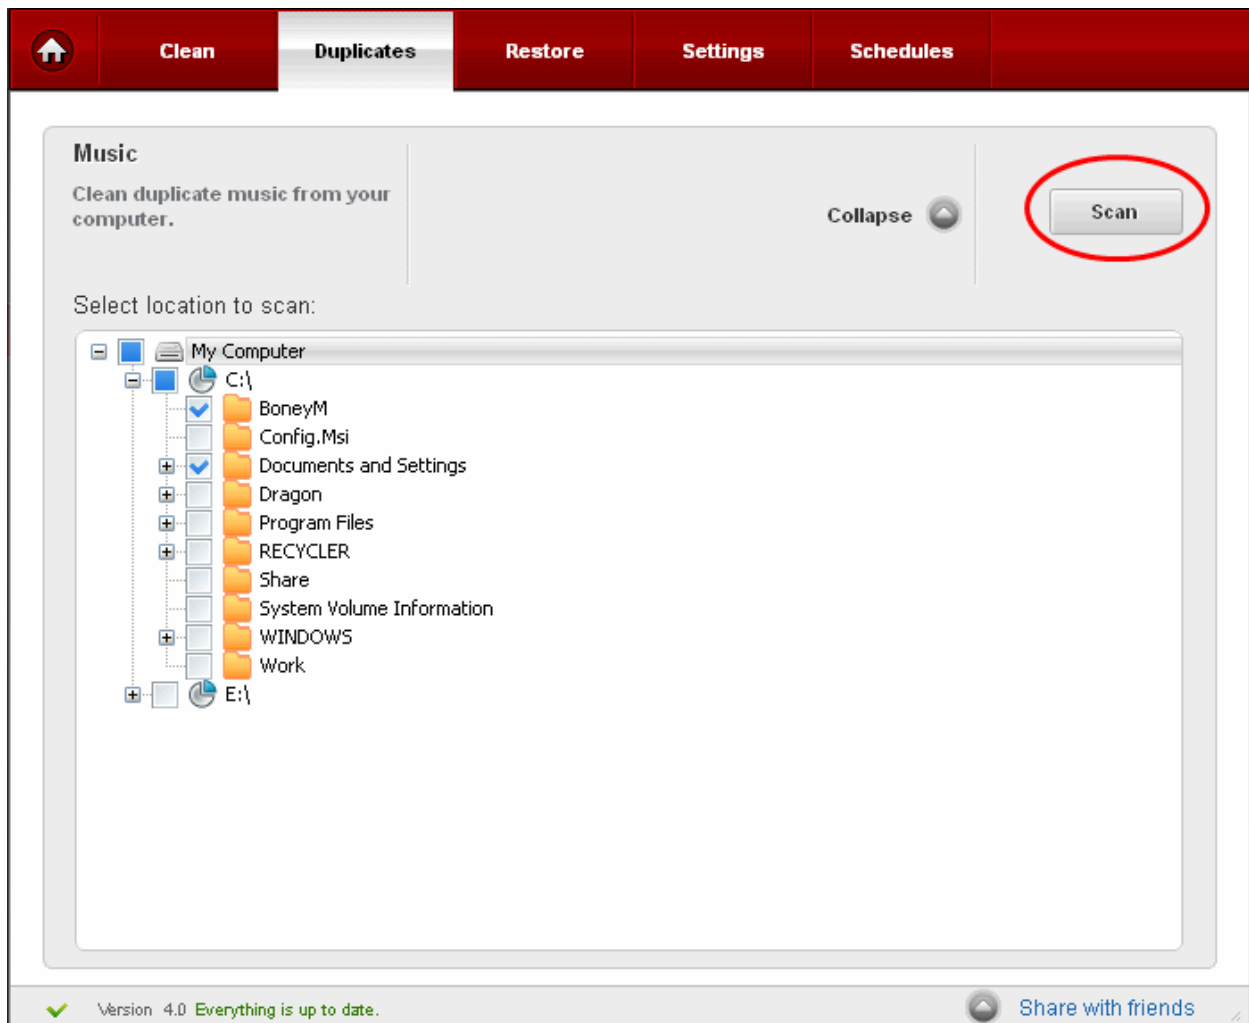 Clean Duplicates Restore Settings Schedules
Music
Clean duplicate music from your
computer.
Collapse
Scan
Select location to scan:
My Computer
C:\
BoneyM
Config.Msi
Documents and Settings
Dragon
Program Files
RECYCLER
Share
System Volume Information
WINDOWS
Work
E:\
Version 4.0 Everything is up to date.
Share with friends